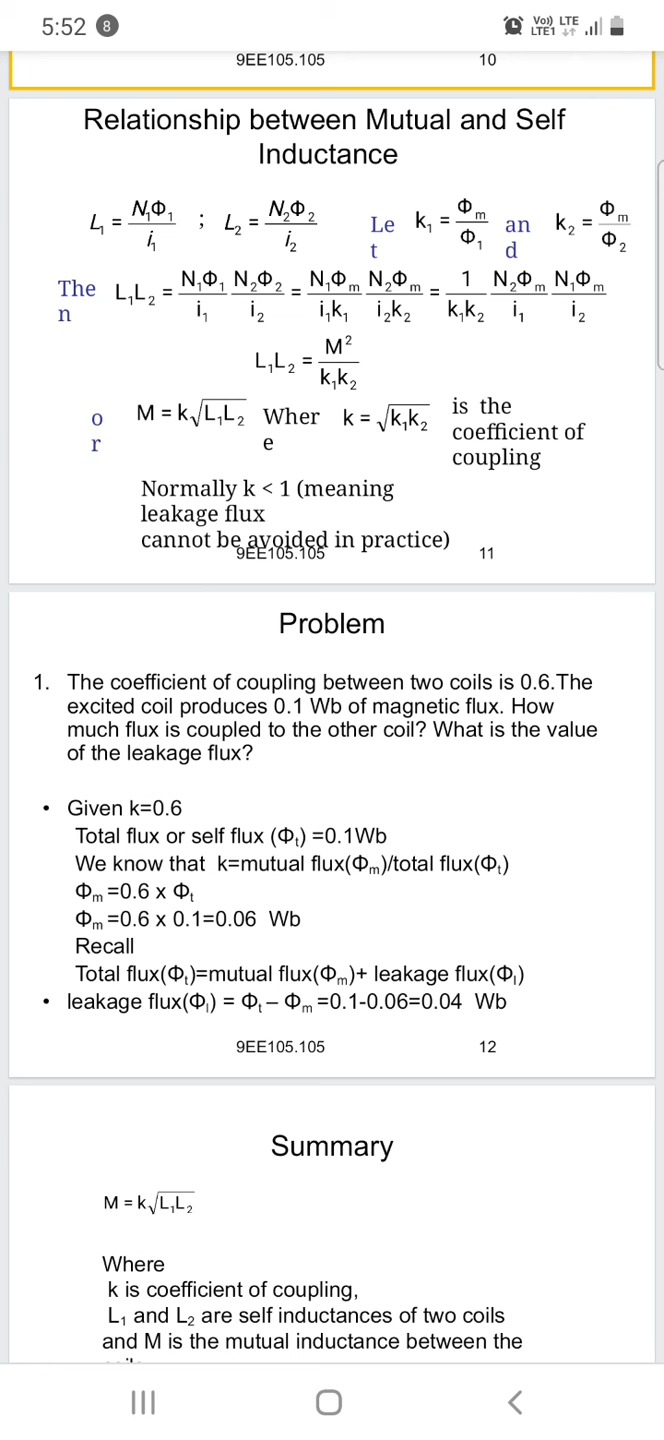 5:52 8 Vo)) LTE LTE1
9EE105.105 10
Relationship between Mutual and Self
Inductance
L₁ = N₁Φ₁/i₁ ; L₂ = N₂Φ₂/i₂ Le t k₁ = Φm/Φ₁ an d k₂ = Φm/Φ₂
The n L₁L₂ = N₁Φ₁/i₁ N₂Φ₂/i₂ = N₁Φm/i₁k₁ N₂Φm/i₂k₂ = 1/k₁k₂ N₂Φm/i₁ N₁Φm/i₂
L₁L₂ = M²/k₁k₂
o r M = k√L₁L₂ Wher e k = √k₁k₂ is the
coefficient of
coupling
Normally k < 1 (meaning
leakage flux
cannot be avoided in practice)
9EE105.105 11
Problem
1. The coefficient of coupling between two coils is 0.6.The
excited coil produces 0.1 Wb of magnetic flux. How
much flux is coupled to the other coil? What is the value
of the leakage flux?
• Given k=0.6
Total flux or self flux (Φt) =0.1Wb
We know that k=mutual flux(Φm)/total flux(Φt)
Φm =0.6 x Φt
Φm =0.6 x 0.1=0.06 Wb
Recall
Total flux(Φt)=mutual flux(Φm)+ leakage flux(Φl)
• leakage flux(Φl) = Φt – Φm =0.1-0.06=0.04 Wb
9EE105.105 12
Summary
M = k√L₁L₂
Where
k is coefficient of coupling,
L₁ and L₂ are self inductances of two coils
and M is the mutual inductance between the